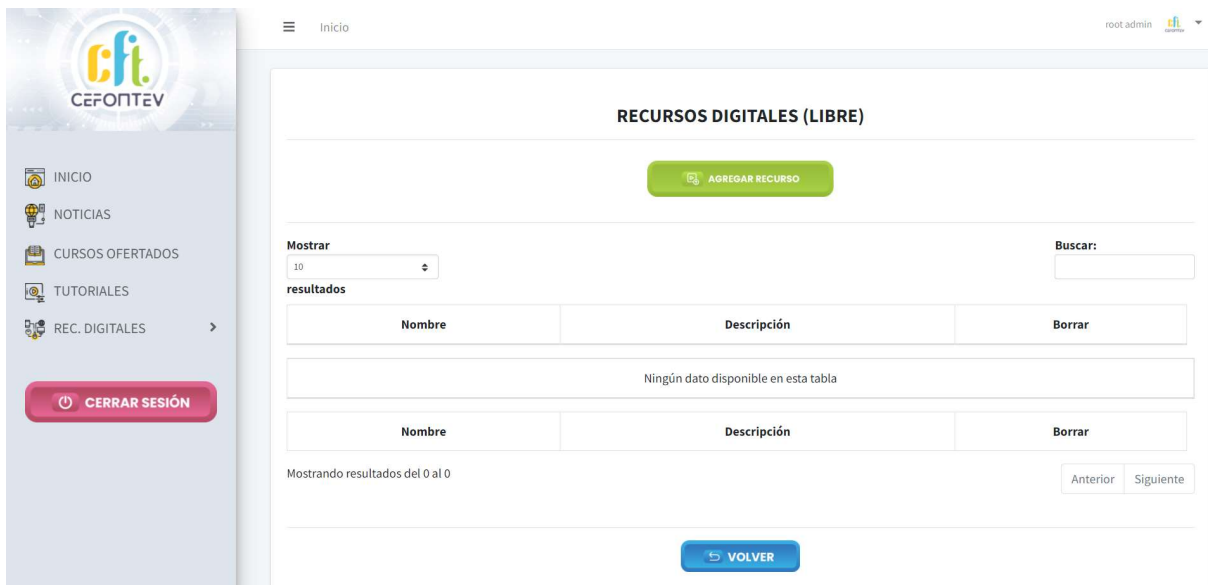 cfi.
CEFONTEV
INICIO
NOTICIAS
CURSOS OFERTADOS
TUTORIALES
REC. DIGITALES
CERRAR SESIÓN
Inicio
root admin
RECURSOS DIGITALES (LIBRE)
AGREGAR RECURSO
Mostrar
10
resultados
Buscar:
Nombre Descripción Borrar
Ningún dato disponible en esta tabla
Nombre Descripción Borrar
Mostrando resultados del 0 al 0
Anterior Siguiente
VOLVER